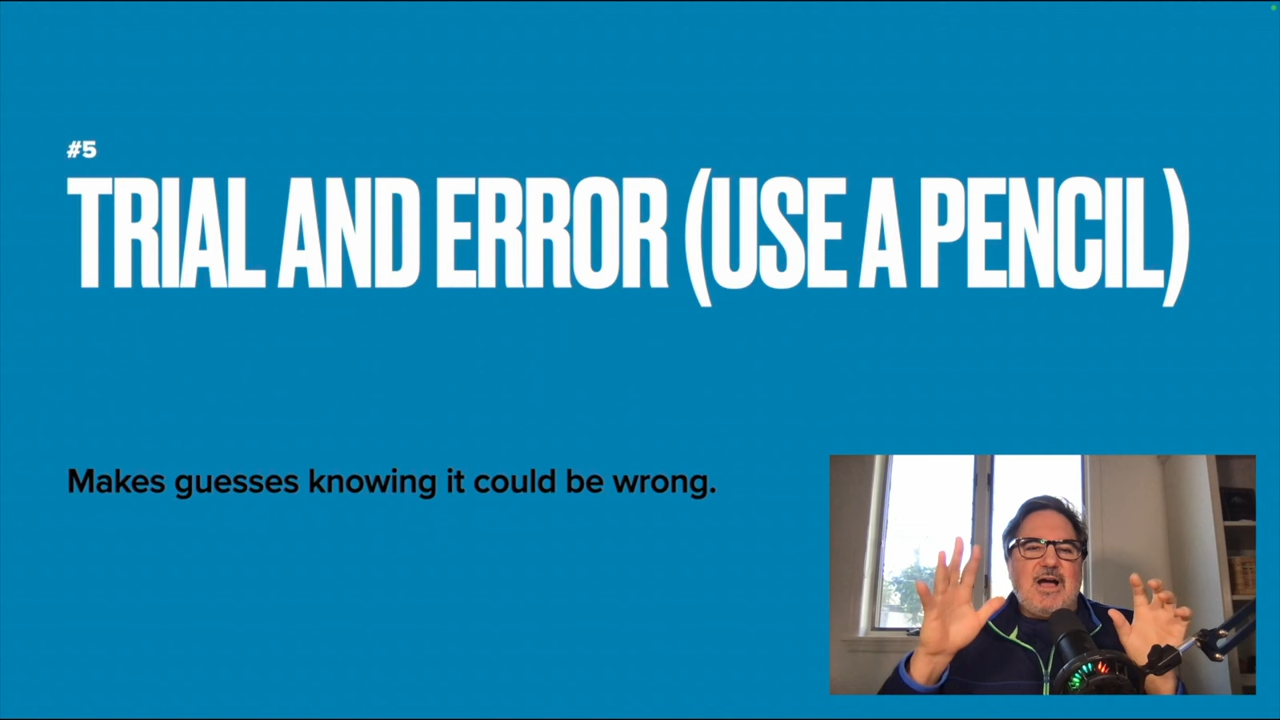 #5
TRIAL AND ERROR (USE A PENCIL)
Makes guesses knowing it could be wrong.